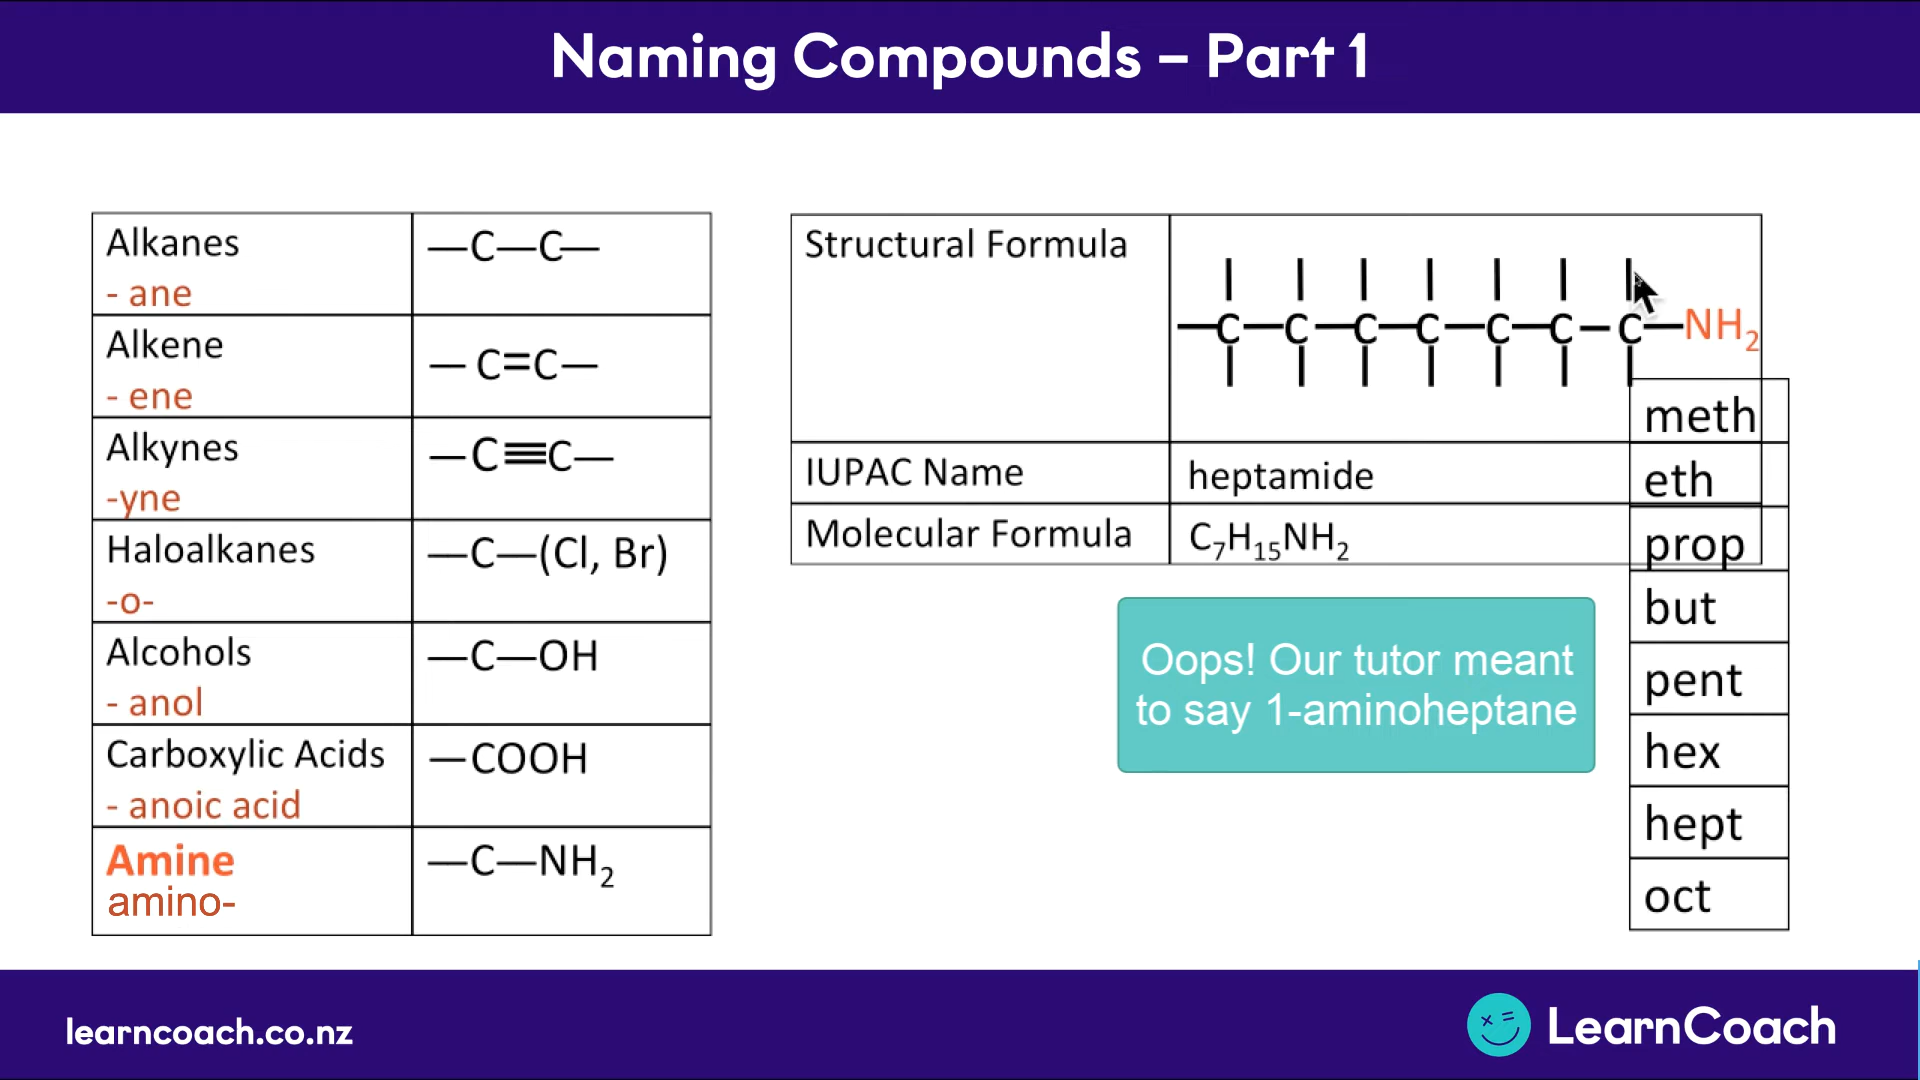 Naming Compounds – Part 1
Alkanes
- ane
—C—C—
Alkene
- ene
— C=C—
Alkynes
-yne
—C≡C—
Haloalkanes
-o-
—C—(Cl, Br)
Alcohols
- anol
—C—OH
Carboxylic Acids
- anoic acid
—COOH
Amine
amino-
—C—NH₂
Structural Formula
—C—C—C—C—C—C—C—NH₂
IUPAC Name
heptamide
Molecular Formula
C₇H₁₅NH₂
Oops! Our tutor meant
to say 1-aminoheptane
meth
eth
prop
but
pent
hex
hept
oct
learncoach.co.nz
LearnCoach